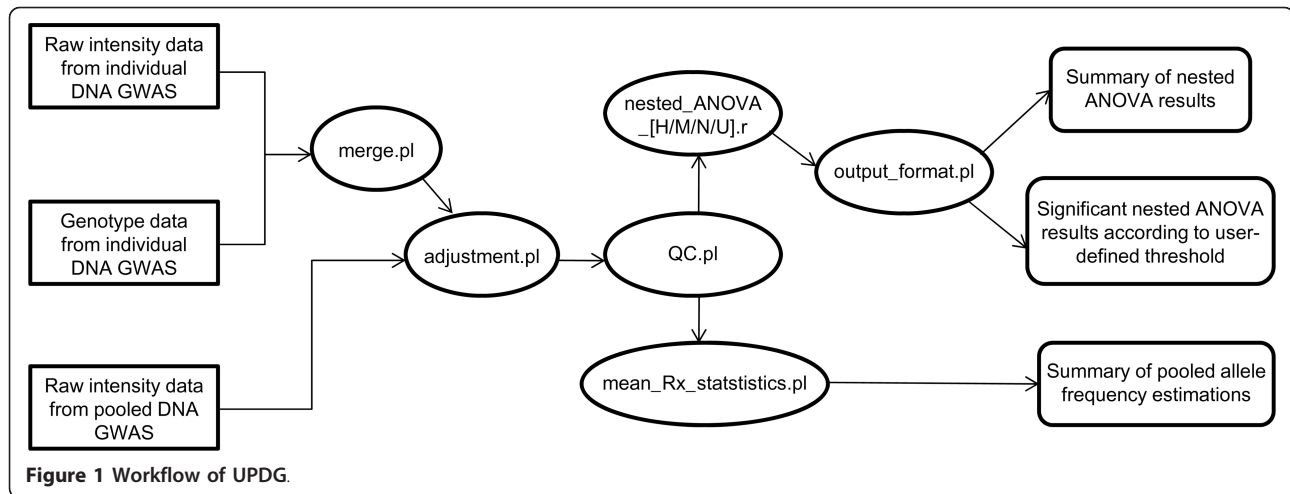 Raw intensity data
from individual
DNA GWAS
Genotype data
from individual
DNA GWAS
Raw intensity data
from pooled DNA
GWAS
merge.pl
adjustment.pl
nested_ANOVA
_[H/M/N/U].r
QC.pl
mean_Rx_statstistics.pl
output_format.pl
Summary of nested
ANOVA results
Significant nested ANOVA
results according to user-
defined threshold
Summary of pooled allele
frequency estimations
Figure 1 Workflow of UPDG.